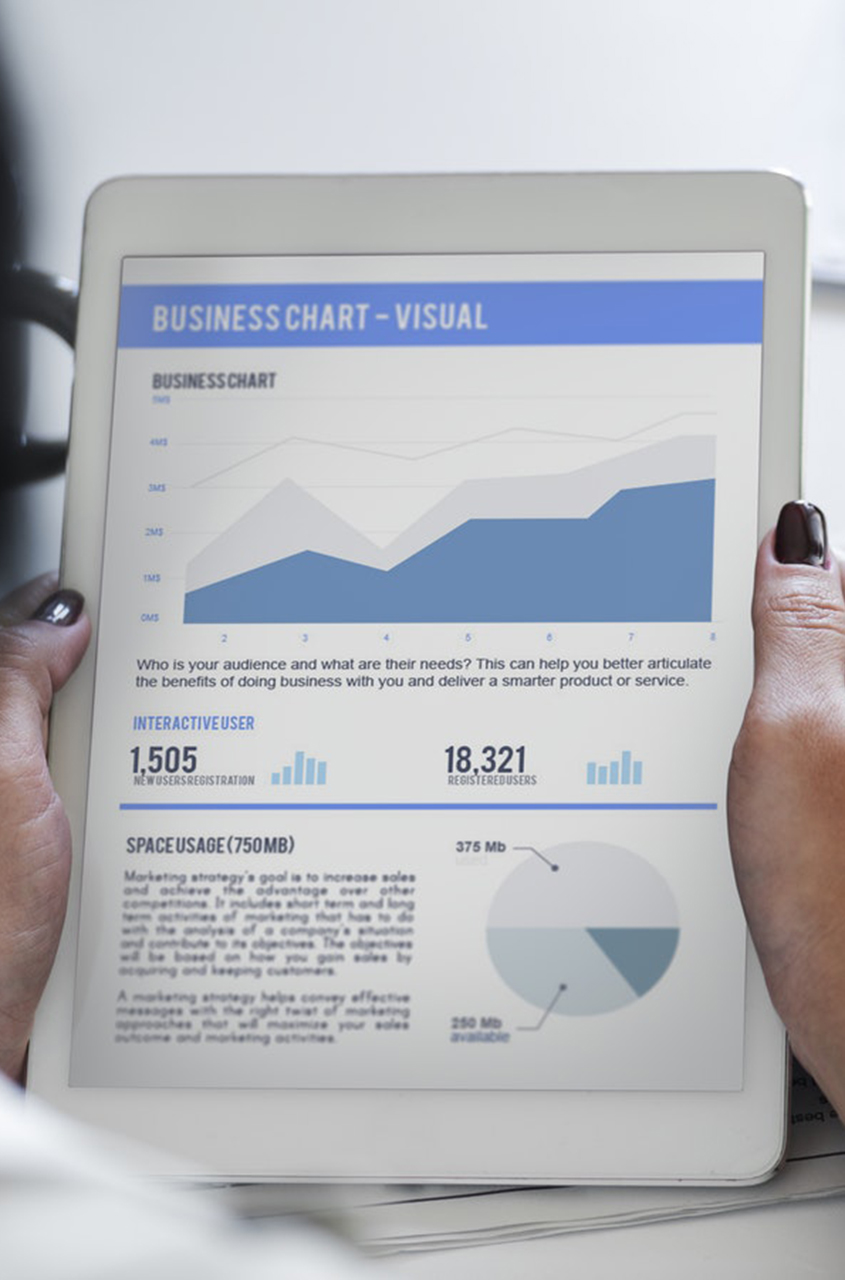 BUSINESS CHART - VISUAL
BUSINESS CHART
5M$
4M$
3M$
2M$
1M$
0M$
2 3 4 5 6 7 8
Who is your audience and what are their needs? This can help you better articulate
the benefits of doing business with you and deliver a smarter product or service.
INTERACTIVE USER
1,505
NEW USERS REGISTRATION
18,321
REGISTERED USERS
SPACE USAGE (750MB)
Marketing strategy's goal is to increase sales
and achieve the advantage over other
competitions. It includes short term and long
term activities of marketing that has to do
with the analysis of a company's situation
and contribute to its objectives. The objectives
will be based on how you gain sales by
acquiring and keeping customers.
A marketing strategy helps convey effective
messages with the right twist of marketing
approaches that will maximize your sales
outcome and marketing activities.
375 Mb
used
250 Mb
available
best